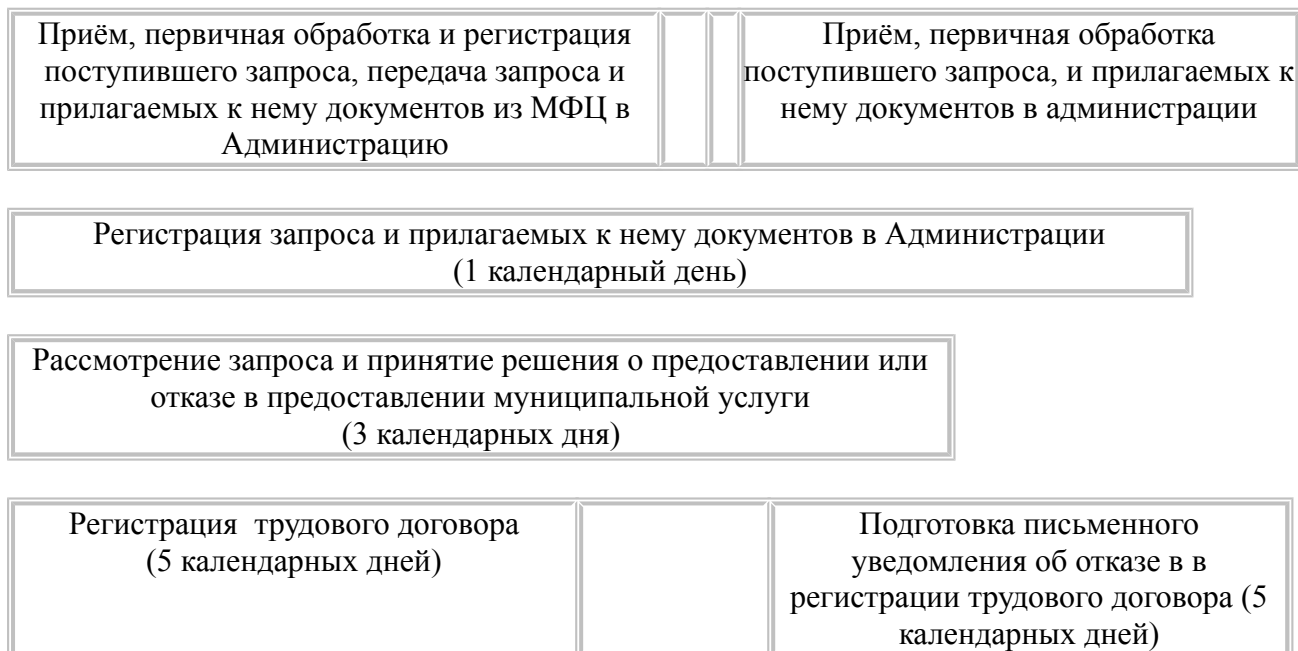 Приём, первичная обработка и регистрация
поступившего запроса, передача запроса и
прилагаемых к нему документов из МФЦ в
Администрацию
Приём, первичная обработка
поступившего запроса, и прилагаемых к
нему документов в администрации
Регистрация запроса и прилагаемых к нему документов в Администрации
(1 календарный день)
Рассмотрение запроса и принятие решения о предоставлении или
отказе в предоставлении муниципальной услуги
(3 календарных дня)
Регистрация трудового договора
(5 календарных дней)
Подготовка письменного
уведомления об отказе в в
регистрации трудового договора (5
календарных дней)